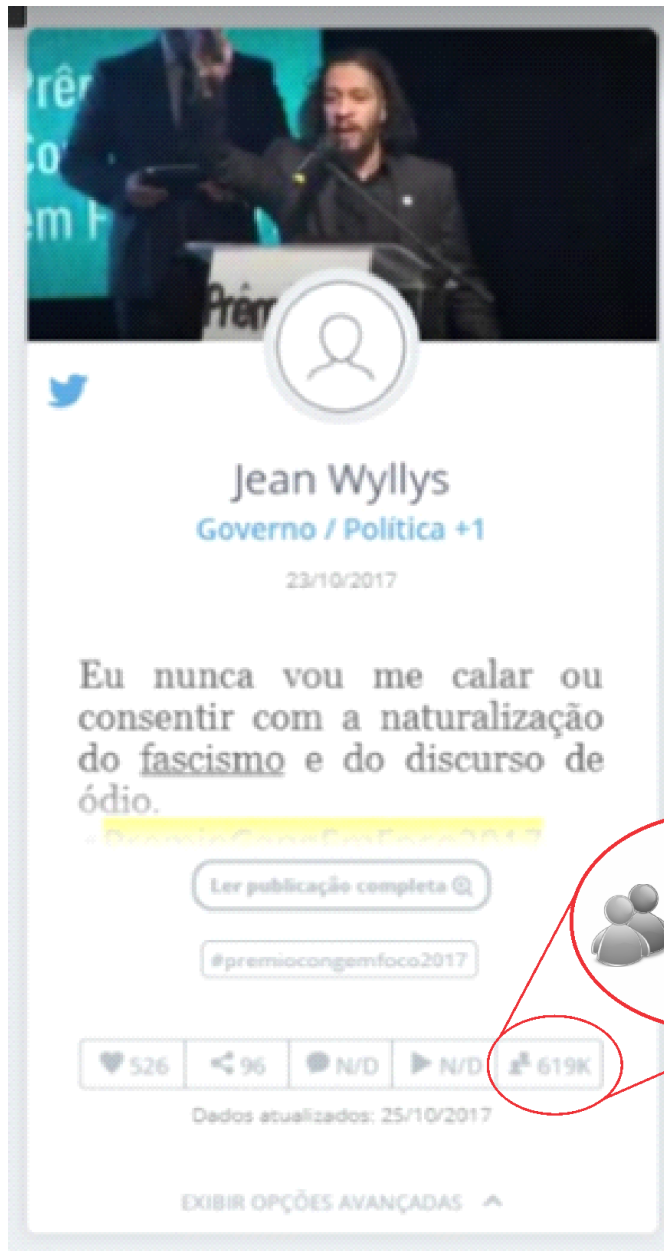 Prêm
Jean Wyllys
Governo / Política +1
23/10/2017
Eu nunca vou me calar ou
consentir com a naturalização
do fascismo e do discurso de
ódio.
Ler publicação completa
#premiocongemfoco2017
526 96 N/D N/D 619K
Dados atualizados: 25/10/2017
EXIBIR OPÇÕES AVANÇADAS